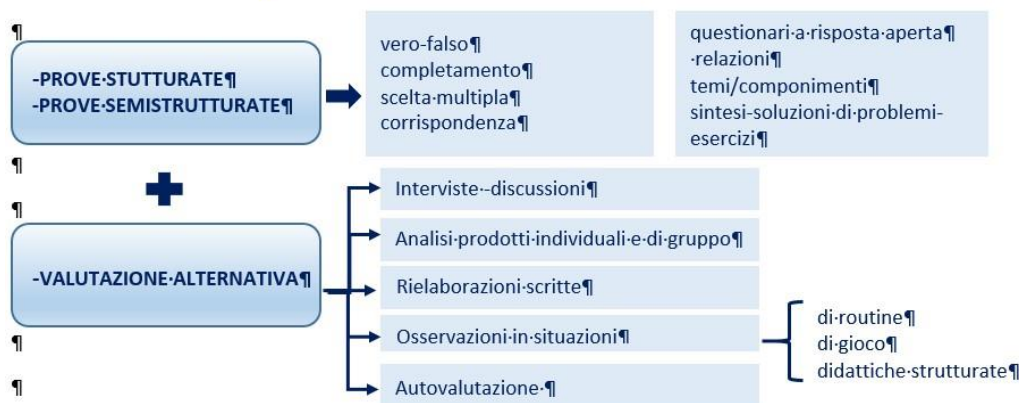 ¶
-PROVE·STUTTURATE¶
-PROVE·SEMISTRUTTURATE¶
vero-falso¶
completamento¶
scelta·multipla¶
corrispondenza¶
questionari·a·risposta·aperta¶
·relazioni¶
temi/componimenti¶
sintesi-soluzioni·di·problemi-
esercizi¶
¶
¶
-VALUTAZIONE·ALTERNATIVA¶
Interviste·-discussioni¶
Analisi·prodotti·individuali·e·di·gruppo¶
Rielaborazioni·scritte¶
Osservazioni·in·situazioni¶
di·routine¶
di·gioco¶
didattiche·strutturate¶
Autovalutazione·¶
¶
¶